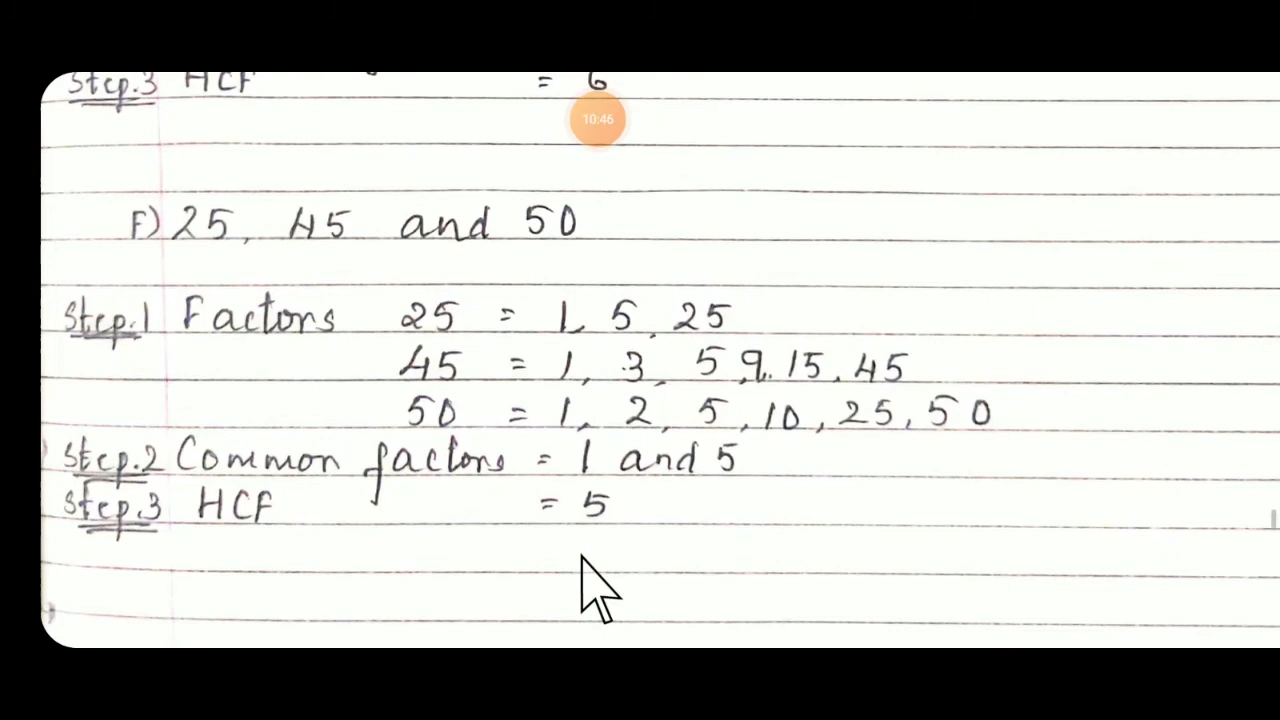 Step.3 HCF = 6
10:46
F) 25, 45 and 50
Step.1 Factors 25 = 1, 5, 25
45 = 1, 3, 5, 9, 15, 45
50 = 1, 2, 5, 10, 25, 50
Step.2 Common factors = 1 and 5
Step.3 HCF = 5